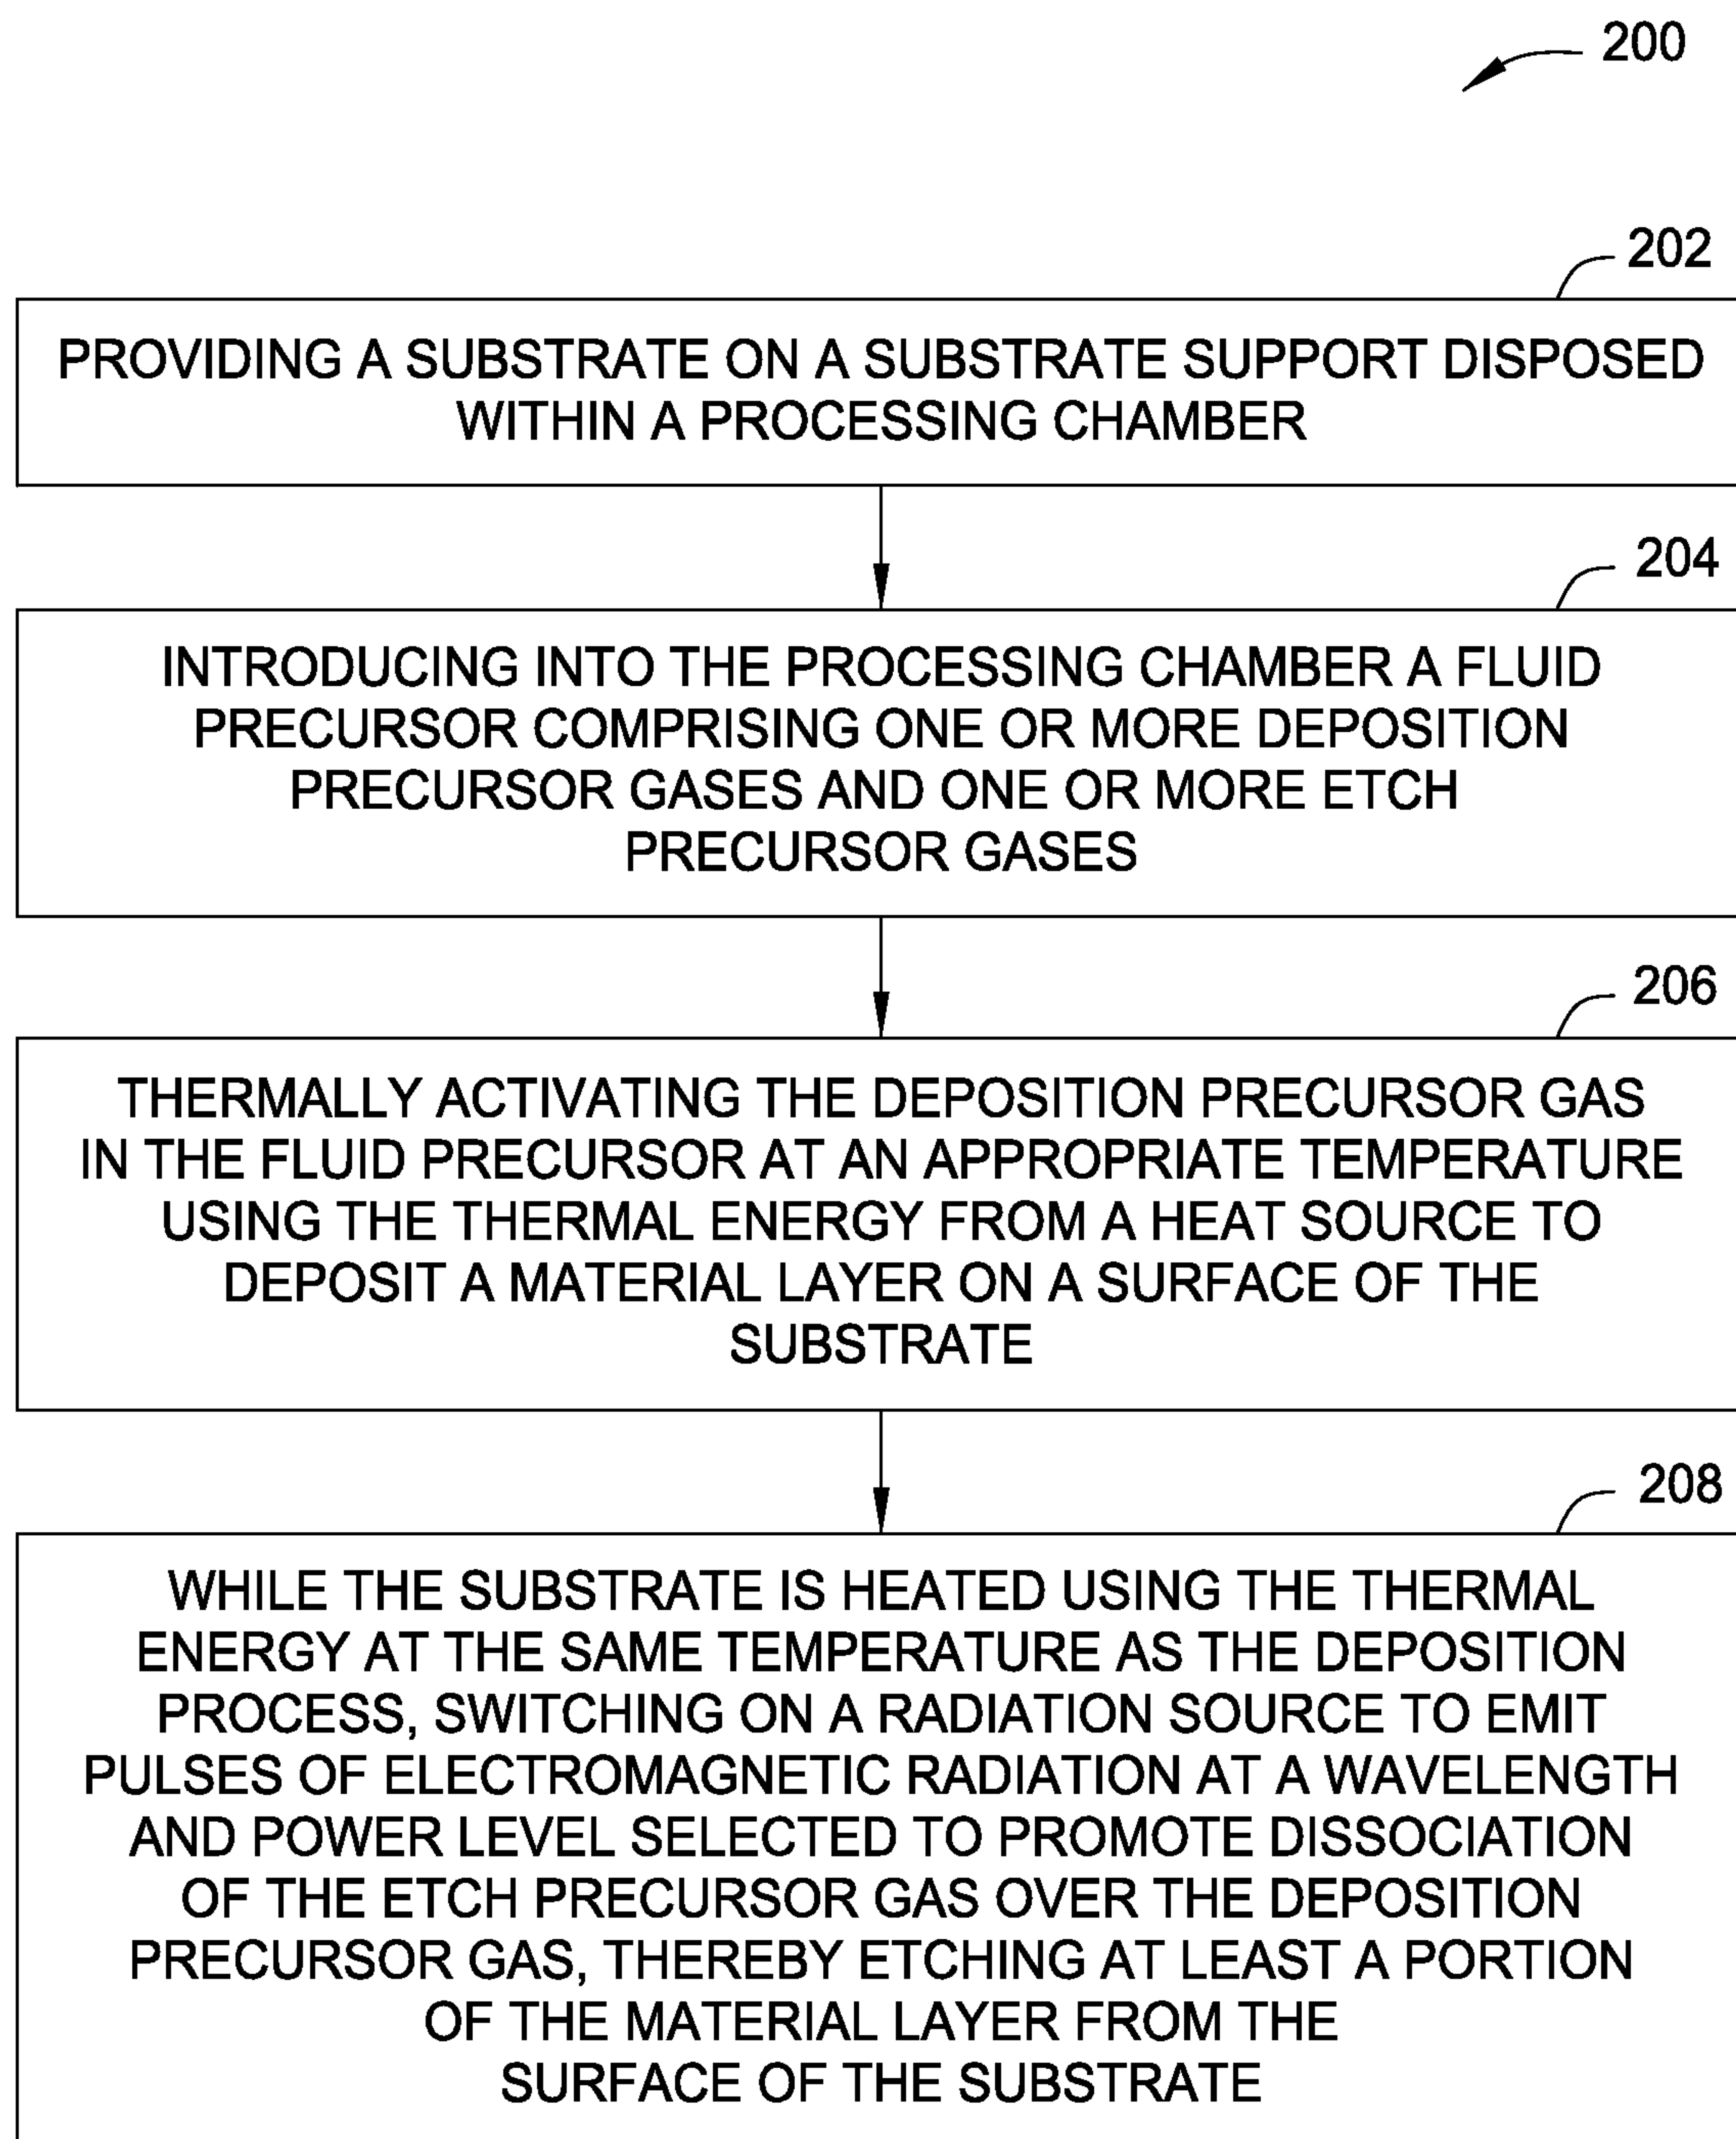 200
202
PROVIDING A SUBSTRATE ON A SUBSTRATE SUPPORT DISPOSED
WITHIN A PROCESSING CHAMBER
204
INTRODUCING INTO THE PROCESSING CHAMBER A FLUID
PRECURSOR COMPRISING ONE OR MORE DEPOSITION
PRECURSOR GASES AND ONE OR MORE ETCH
PRECURSOR GASES
206
THERMALLY ACTIVATING THE DEPOSITION PRECURSOR GAS
IN THE FLUID PRECURSOR AT AN APPROPRIATE TEMPERATURE
USING THE THERMAL ENERGY FROM A HEAT SOURCE TO
DEPOSIT A MATERIAL LAYER ON A SURFACE OF THE
SUBSTRATE
208
WHILE THE SUBSTRATE IS HEATED USING THE THERMAL
ENERGY AT THE SAME TEMPERATURE AS THE DEPOSITION
PROCESS, SWITCHING ON A RADIATION SOURCE TO EMIT
PULSES OF ELECTROMAGNETIC RADIATION AT A WAVELENGTH
AND POWER LEVEL SELECTED TO PROMOTE DISSOCIATION
OF THE ETCH PRECURSOR GAS OVER THE DEPOSITION
PRECURSOR GAS, THEREBY ETCHING AT LEAST A PORTION
OF THE MATERIAL LAYER FROM THE
SURFACE OF THE SUBSTRATE